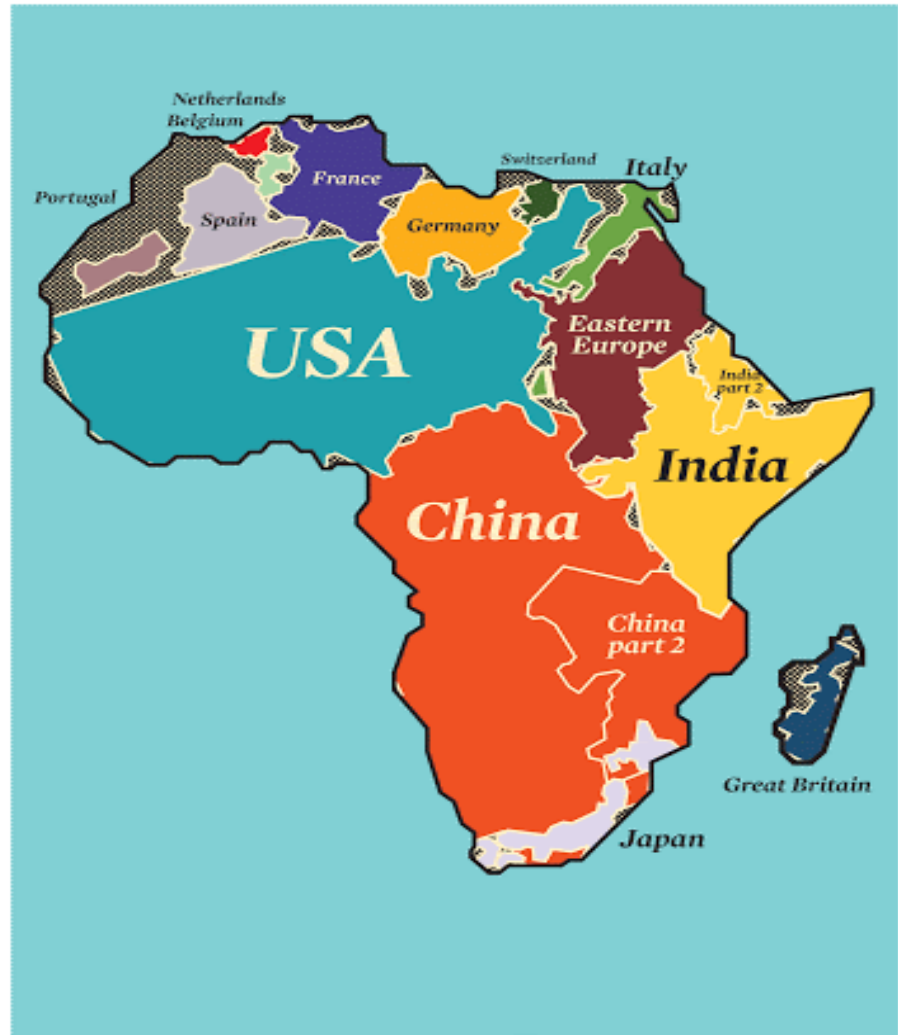 Netherlands
Belgium
Switzerland
Italy
Portugal
France
Spain
Germany
USA
Eastern
Europe
India
part 2
India
China
China
part 2
Great Britain
Japan